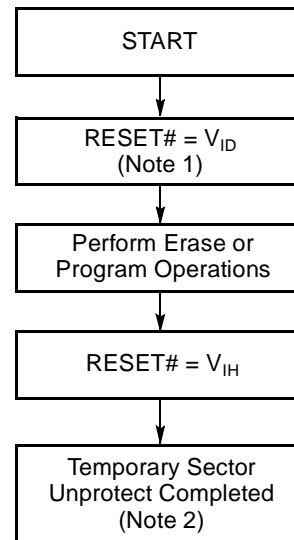 START
RESET# = VID
(Note 1)
Perform Erase or
Program Operations
RESET# = VIH
Temporary Sector
Unprotect Completed
(Note 2)